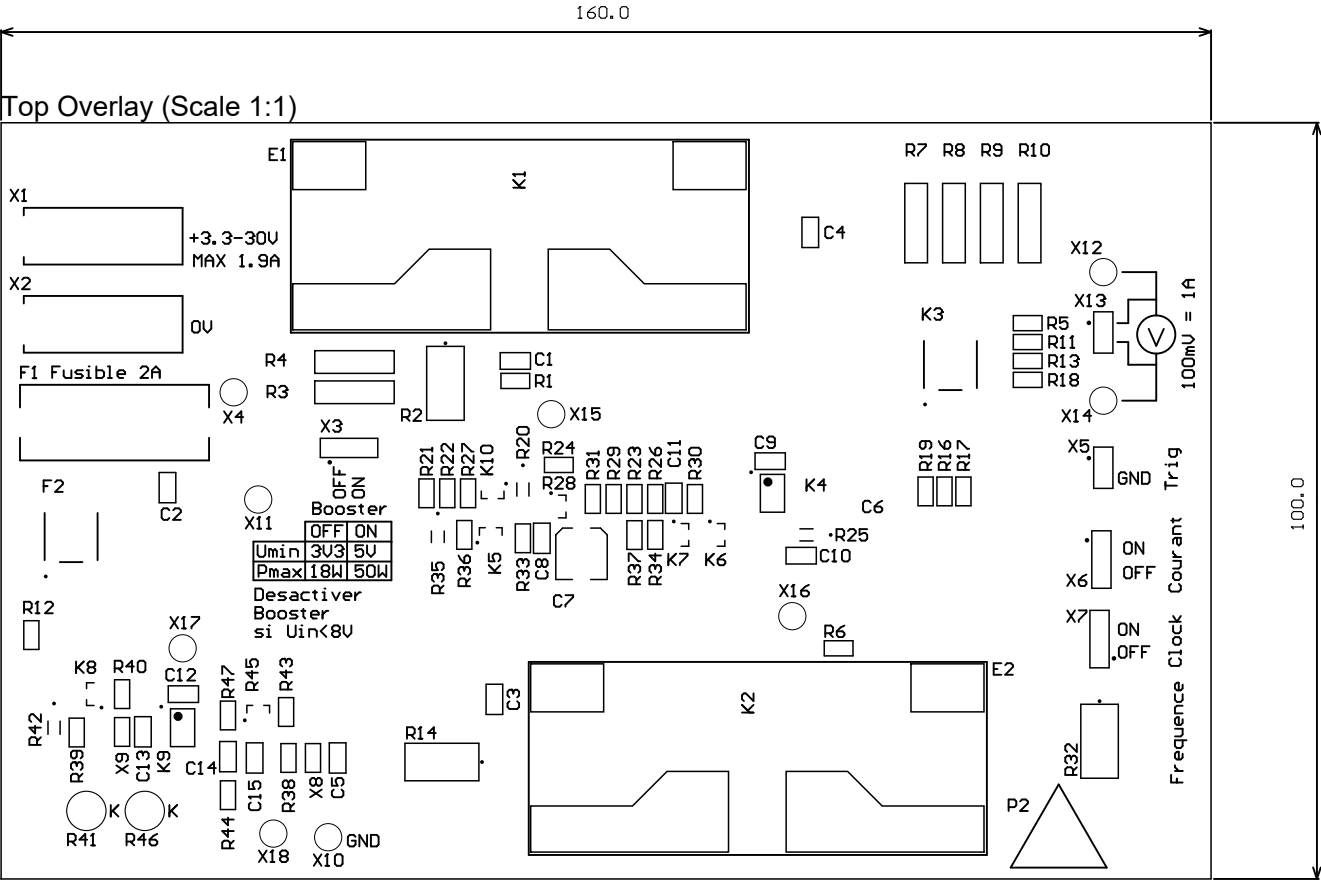 160.0
Top Overlay (Scale 1:1)
E1
K1
R7 R8 R9 R10
X1
+3.3-30V
MAX 1.9A
C4
X12
X2
0V
X13
K3
R5
R11
R13
R18
100mV = 1A
V
F1 Fusible 2A
R4
R3
R2
C1
R1
X4
X15
X14
X3
OFF
ON
R21
R22
R27
K10
R20
R24
R28
R31
R29
R23
R26
C11
R30
C9
K4
C6
R19
R16
R17
X5
GND
Trig
F2
C2
X11
Booster
OFF ON
Umin 3V3 5V
Pmax 18W 50W
Desactiver
Booster
si Uin<8V
R35
R36
K5
R33
C8
C7
R37
R34
K7
K6
R25
C10
100.0
X6
ON
OFF
Courant
X16
R12
X17
R6
X7
ON
OFF
Clock
K8
R40
C12
R47
R45
R43
C3
E2
K2
R42
R39
X9
C13
K9
C14
C15
R38
X8
C5
R14
R32
Frequence
R41
K
R46
K
R44
X18
X10
GND
P2